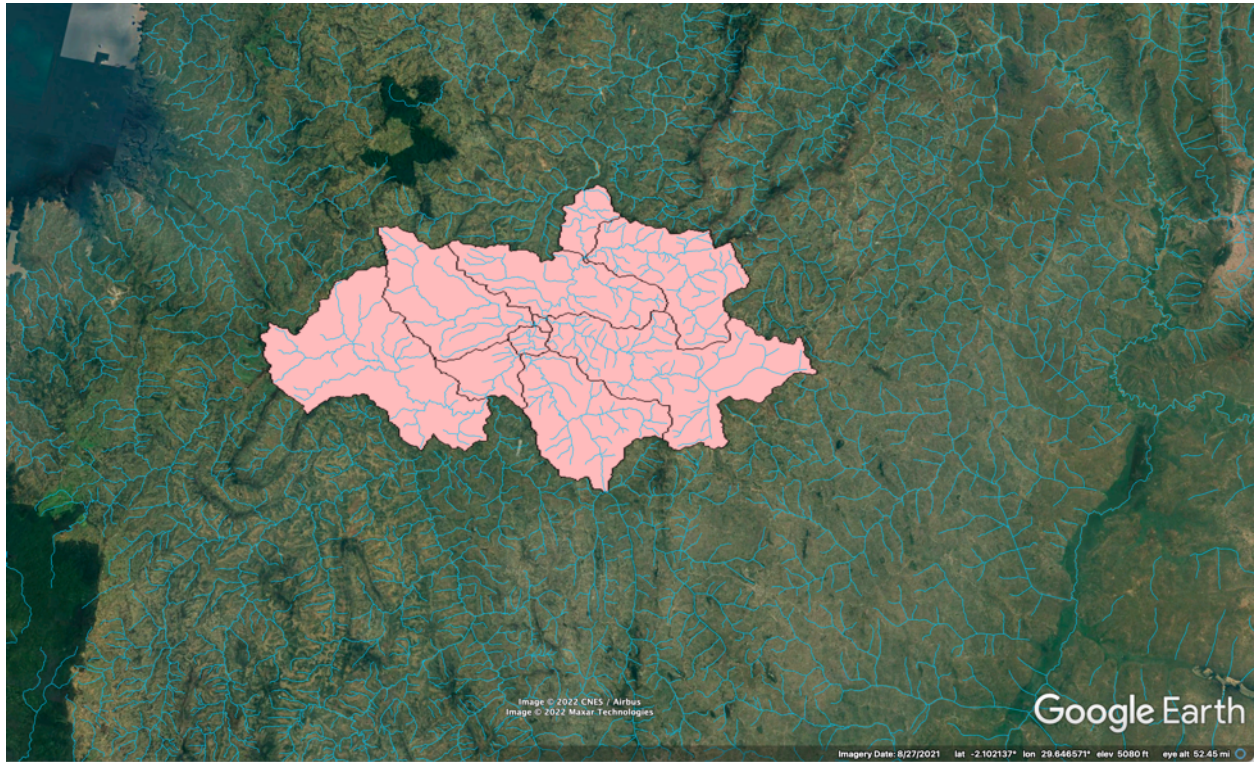 Image © 2022 CNES / Airbus
Image © 2022 Maxar Technologies
Google Earth
Imagery Date: 8/27/2021 lat -2.102137° lon 29.646571° elev 5080 ft eye alt 52.45 mi